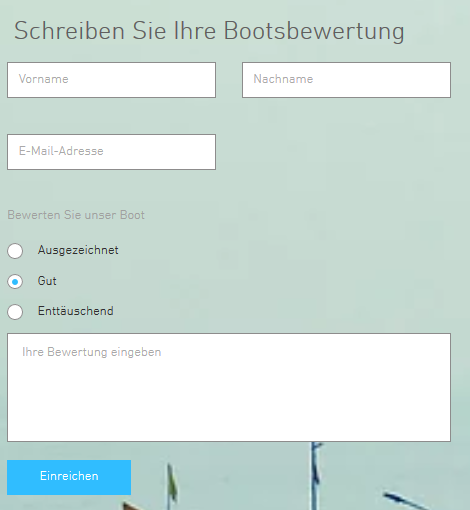 Schreiben Sie Ihre Bootsbewertung
Vorname
Nachname
E-Mail-Adresse
Bewerten Sie unser Boot
Ausgezeichnet
Gut
Enttäuschend
Ihre Bewertung eingeben
Einreichen